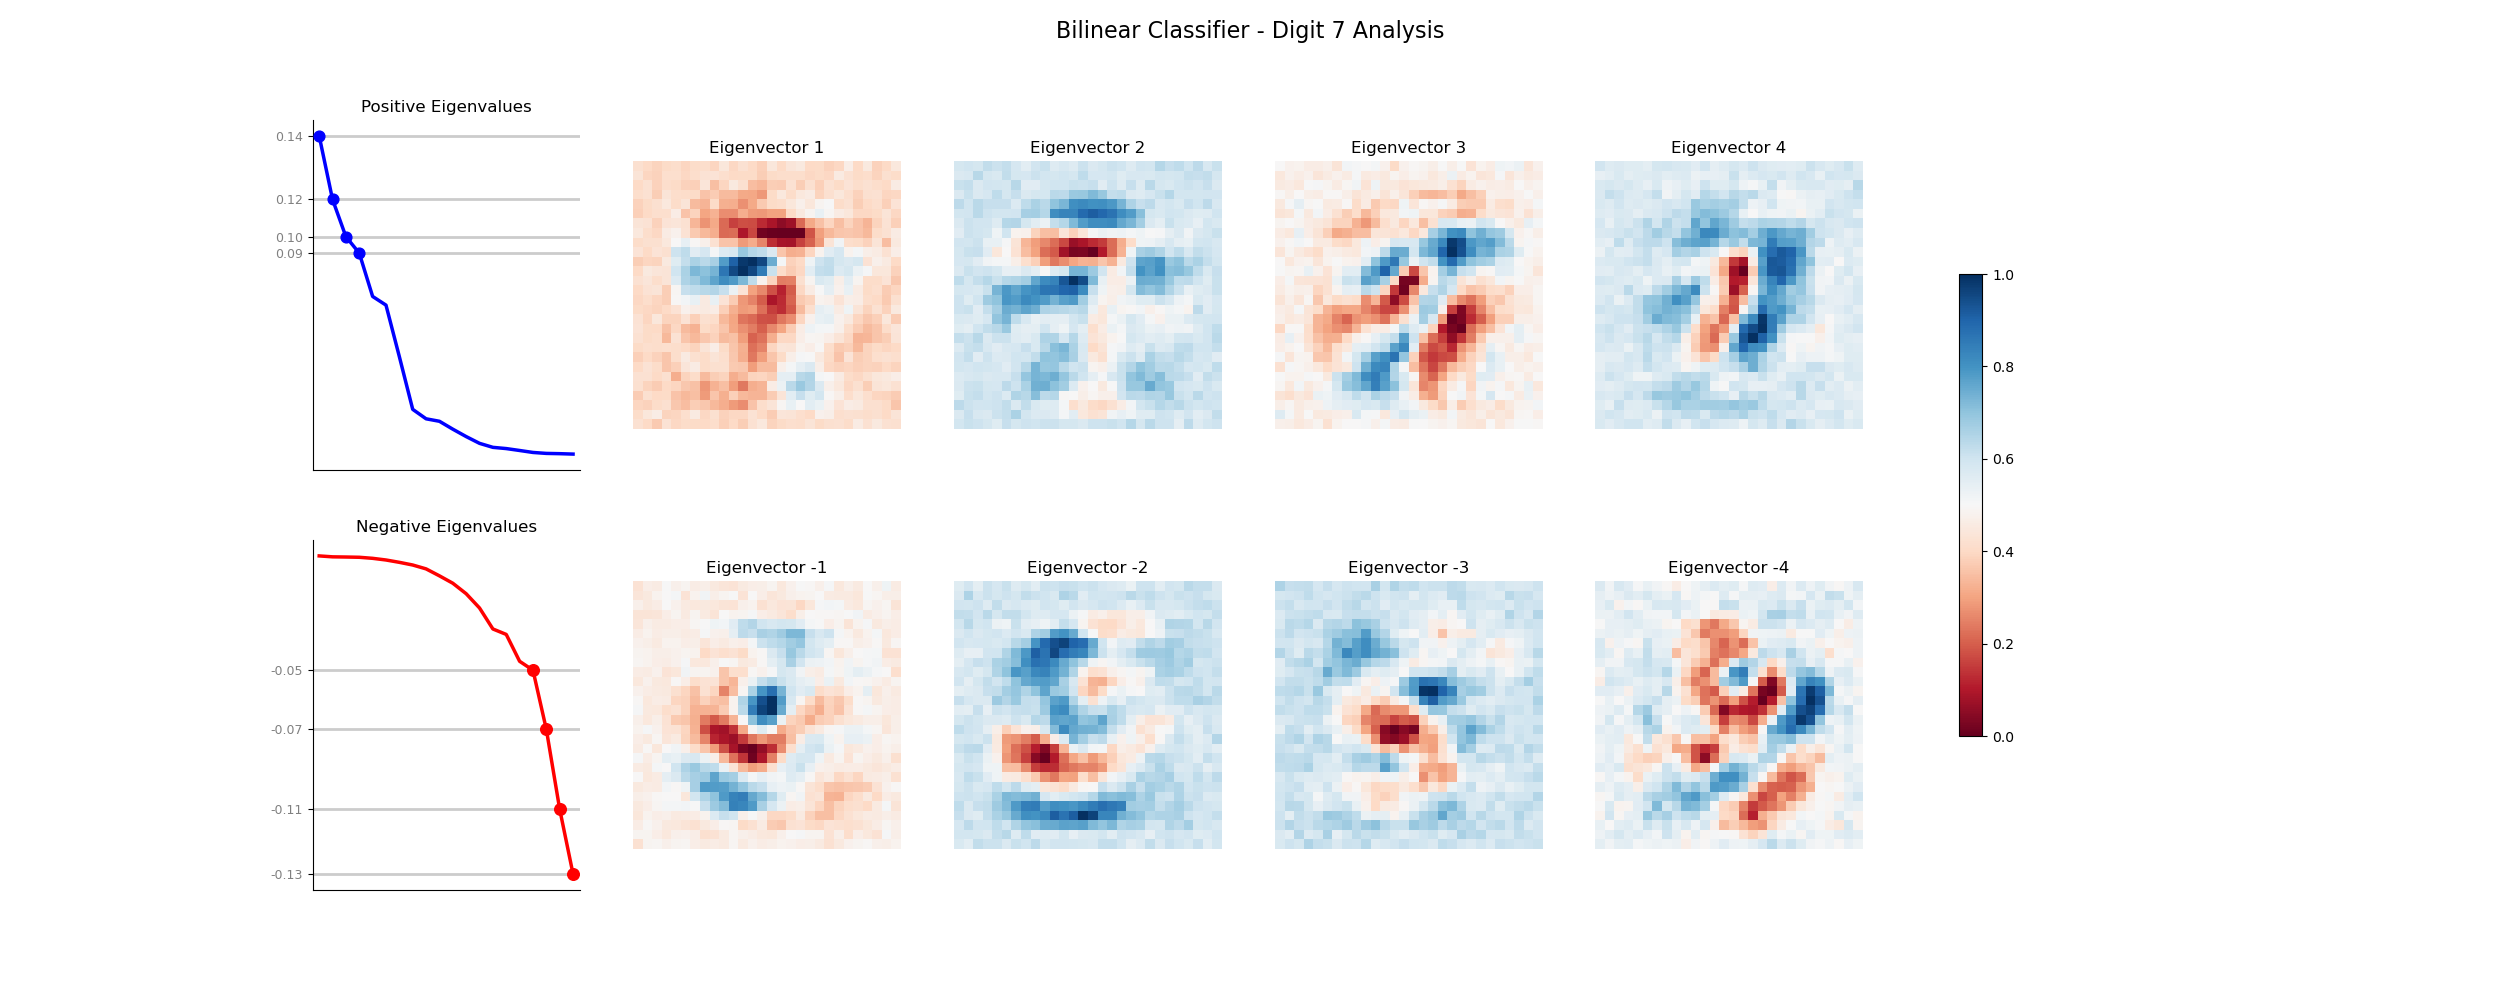 Bilinear Classifier - Digit 7 Analysis
Positive Eigenvalues
0.14
0.12
0.10
0.09
Eigenvector 1
Eigenvector 2
Eigenvector 3
Eigenvector 4
Negative Eigenvalues
-0.05
-0.07
-0.11
-0.13
Eigenvector -1
Eigenvector -2
Eigenvector -3
Eigenvector -4
1.0
0.8
0.6
0.4
0.2
0.0